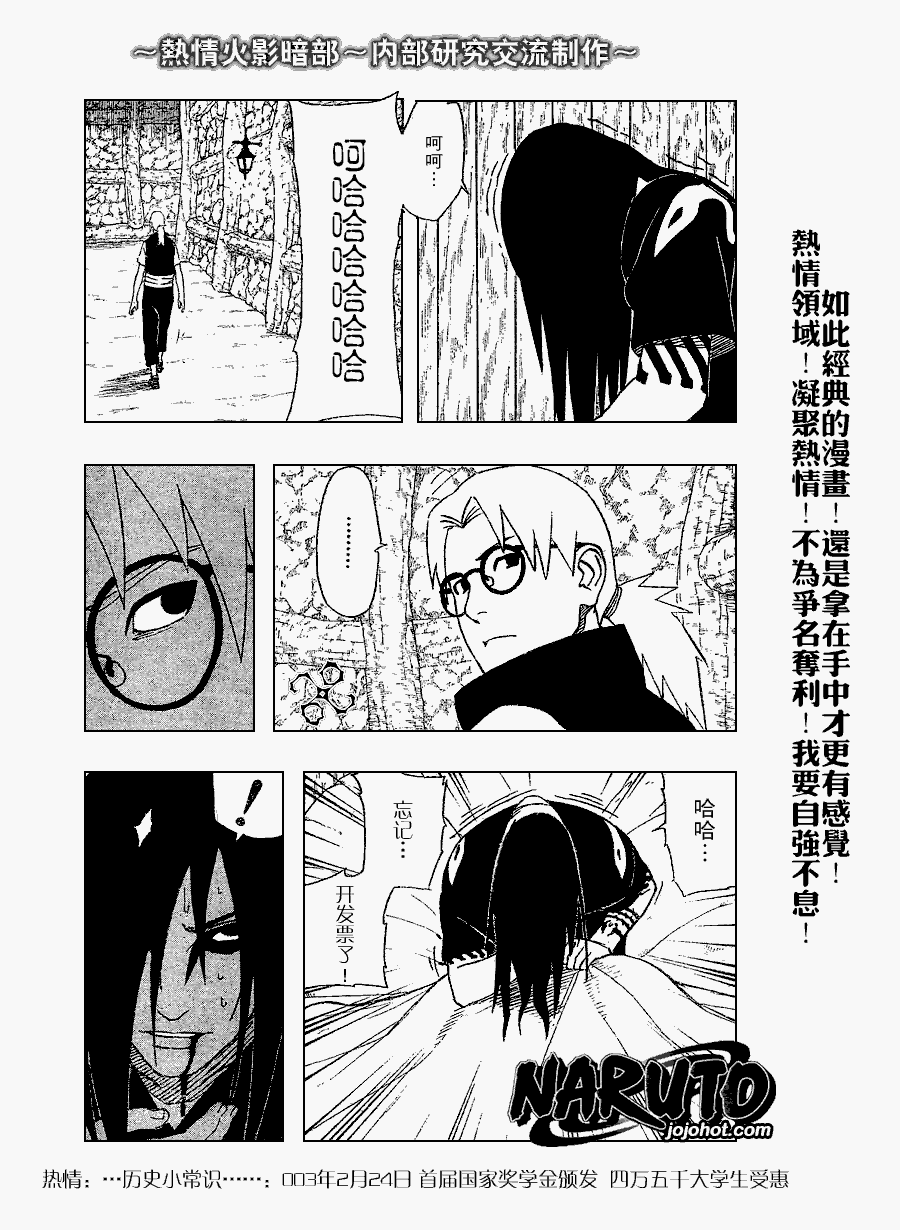 ～熱情火影暗部～内部研究交流制作～
呵
呵
…
呵哈哈哈哈哈哈
………
！
哈哈…
忘记…
开发票了！
如此經典的漫畫！還是拿在手中才更有感覺！
熱情領域！凝聚熱情！不為爭名奪利！我要自強不息！
NARUTO
jojohot.com
热情：…历史小常识……：003年2月24日 首届国家奖学金颁发 四万五千大学生受惠